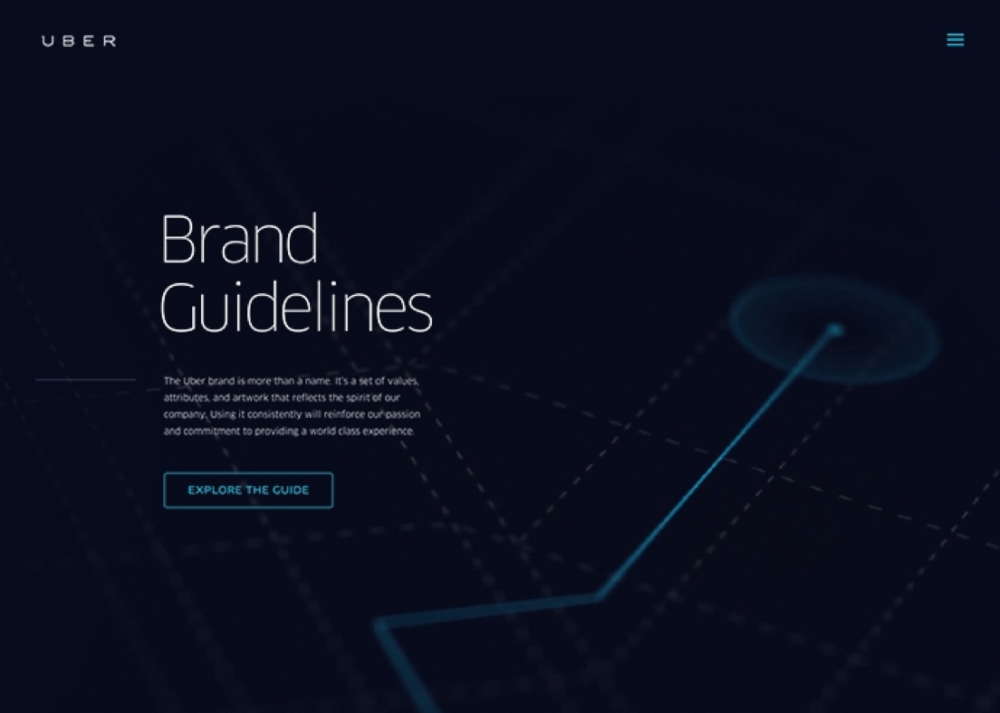 UBER
Brand
Guidelines
The Uber brand is more than a name. It's a set of values,
attributes, and artwork that reflects the spirit of our
company. Using it consistently will reinforce our passion
and commitment to providing a world class experience.
EXPLORE THE GUIDE